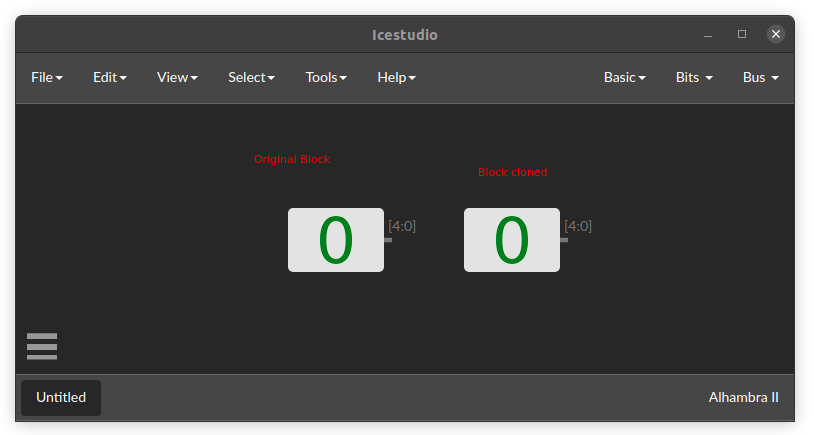 Icestudio
File Edit View Select Tools Help Basic Bits Bus
Original Block
Block cloned
0 [4:0] 0 [4:0]
Untitled Alhambra II